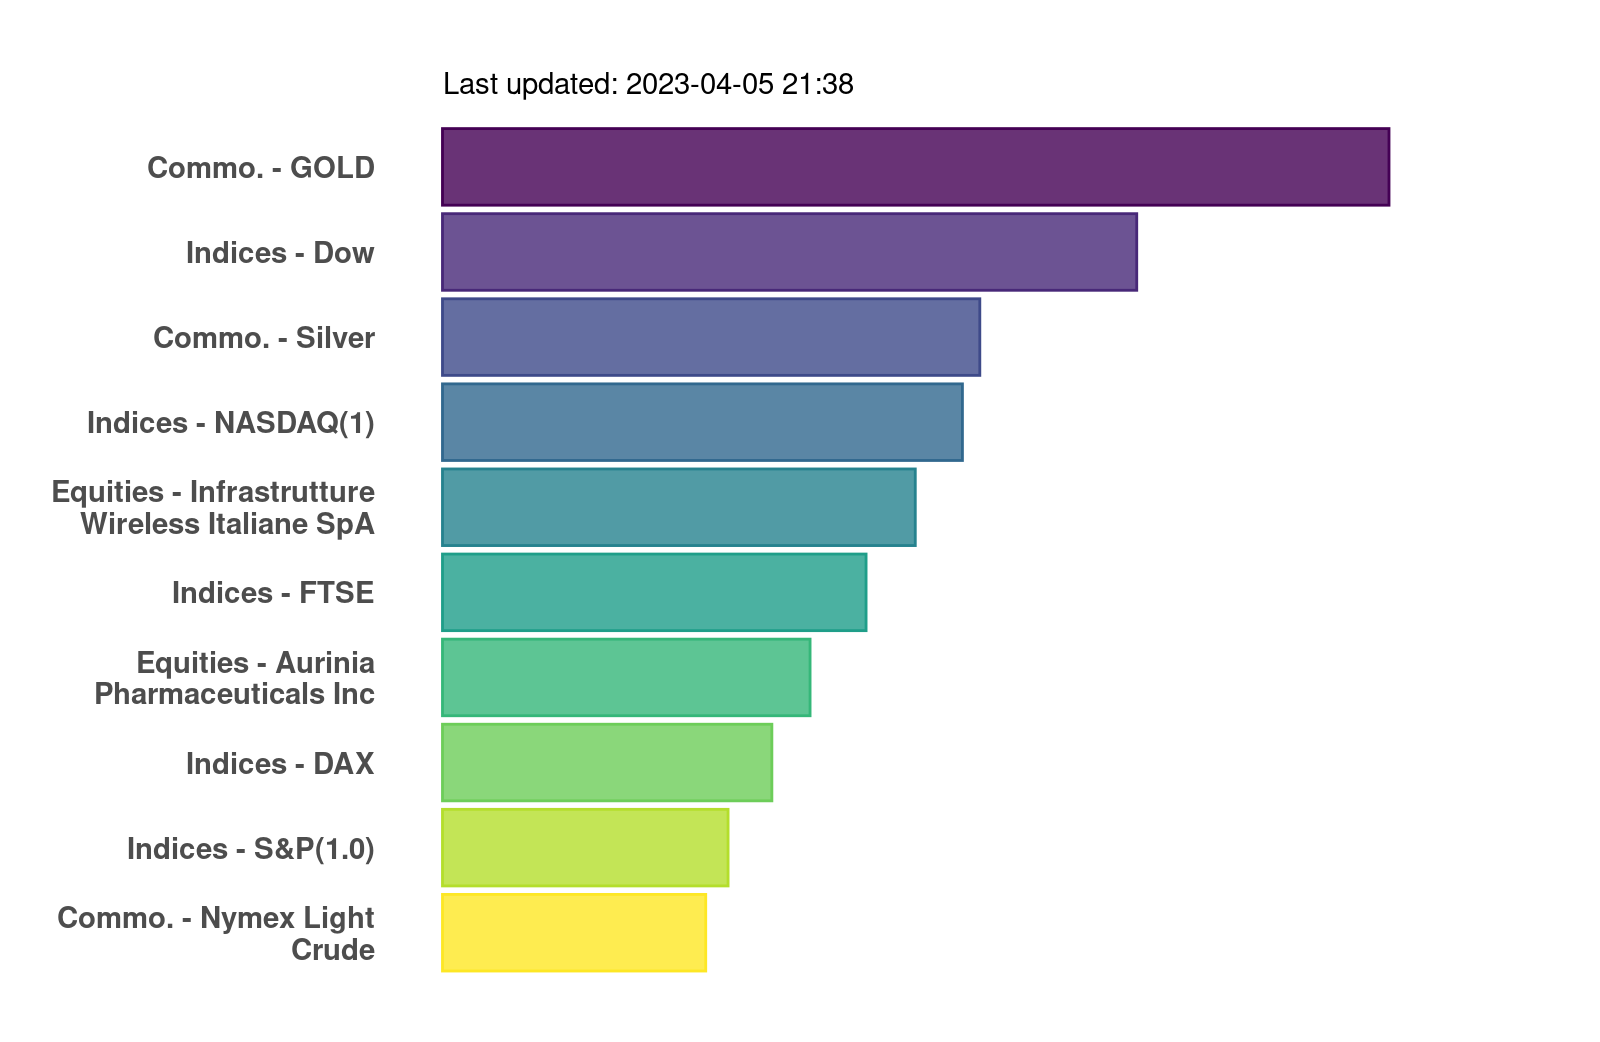 Last updated: 2023-04-05 21:38
Commo. - GOLD
Indices - Dow
Commo. - Silver
Indices - NASDAQ(1)
Equities - Infrastrutture
Wireless Italiane SpA
Indices - FTSE
Equities - Aurinia
Pharmaceuticals Inc
Indices - DAX
Indices - S&P(1.0)
Commo. - Nymex Light
Crude